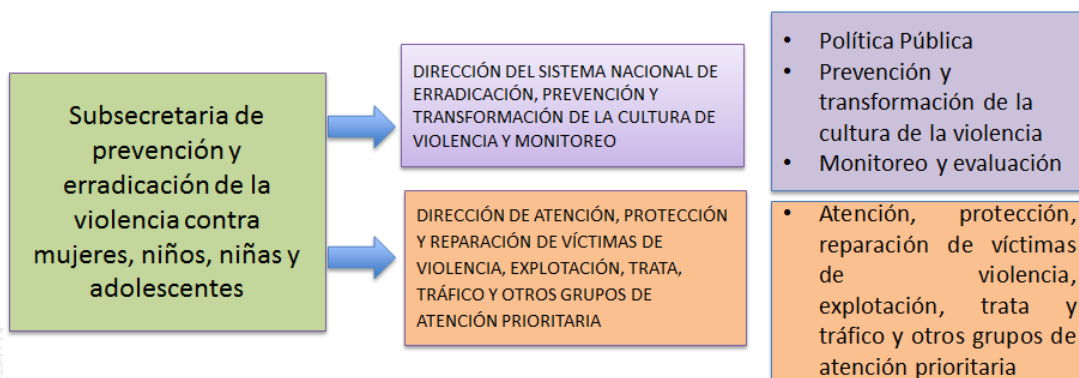 Subsecretaria de
prevención y
erradicación de la
violencia contra
mujeres, niños, niñas y
adolescentes
DIRECCIÓN DEL SISTEMA NACIONAL DE
ERRADICACIÓN, PREVENCIÓN Y
TRANSFORMACIÓN DE LA CULTURA DE
VIOLENCIA Y MONITOREO
• Política Pública
• Prevención y
transformación de la
cultura de la violencia
• Monitoreo y evaluación
DIRECCIÓN DE ATENCIÓN, PROTECCIÓN
Y REPARACIÓN DE VÍCTIMAS DE
VIOLENCIA, EXPLOTACIÓN, TRATA,
TRÁFICO Y OTROS GRUPOS DE
ATENCIÓN PRIORITARIA
• Atención, protección,
reparación de víctimas
de violencia,
explotación, trata y
tráfico y otros grupos de
atención prioritaria